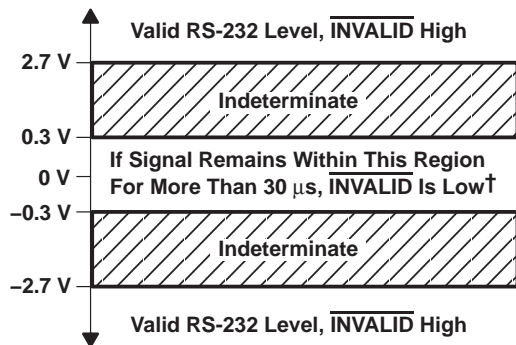 Valid RS-232 Level, INVALID High
2.7 V
Indeterminate
0.3 V
If Signal Remains Within This Region
0 V
For More Than 30 μs, INVALID Is Low†
−0.3 V
Indeterminate
−2.7 V
Valid RS-232 Level, INVALID High